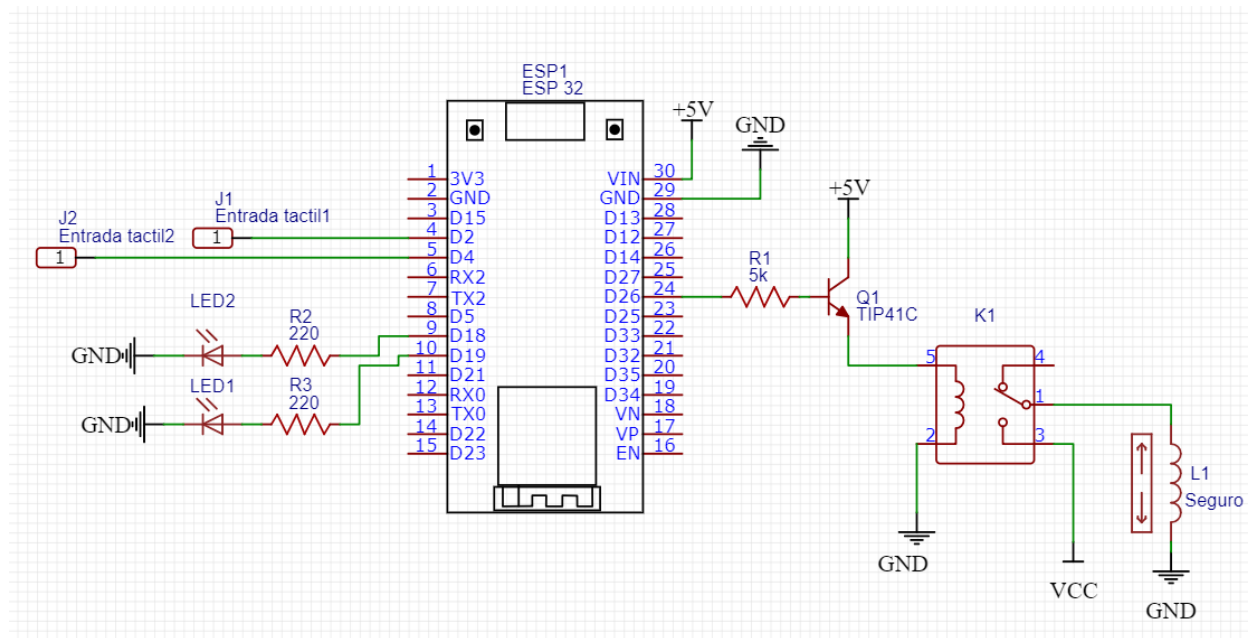 ESP1
ESP 32
+5V
GND
1 3V3
2 GND
3 D15
4 D2
5 D4
6 RX2
7 TX2
8 D5
9 D18
10 D19
11 D21
12 RX0
13 TX0
14 D22
15 D23
VIN 30
GND 29
D13 28
D12 27
D14 26
D27 25
D26 24
D25 23
D33 22
D32 21
D35 20
D34 19
VN 18
VP 17
EN 16
J1
Entrada tactil1
1
J2
Entrada tactil2
1
LED2
R2
220
GND
LED1
R3
220
GND
+5V
R1
5k
Q1
TIP41C
K1
5
4
1
2
3
GND
VCC
L1
Seguro
GND